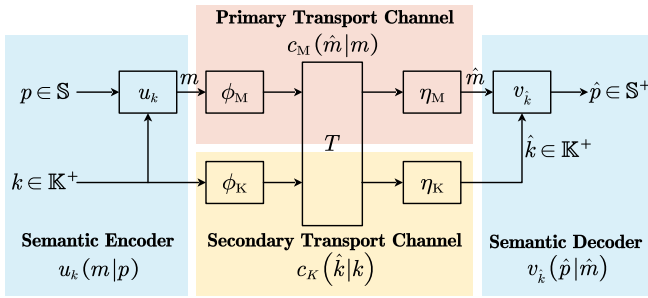 Primary Transport Channel
c_M(m̂|m)
p ∈ 𝕊
u_k
m
ϕ_M
T
η_M
m̂
v_k̂
p̂ ∈ 𝕊⁺
k ∈ 𝕂⁺
ϕ_K
η_K
k̂ ∈ 𝕂⁺
Semantic Encoder
u_k(m|p)
Secondary Transport Channel
c_K(k̂|k)
Semantic Decoder
v_k̂(p̂|m̂)